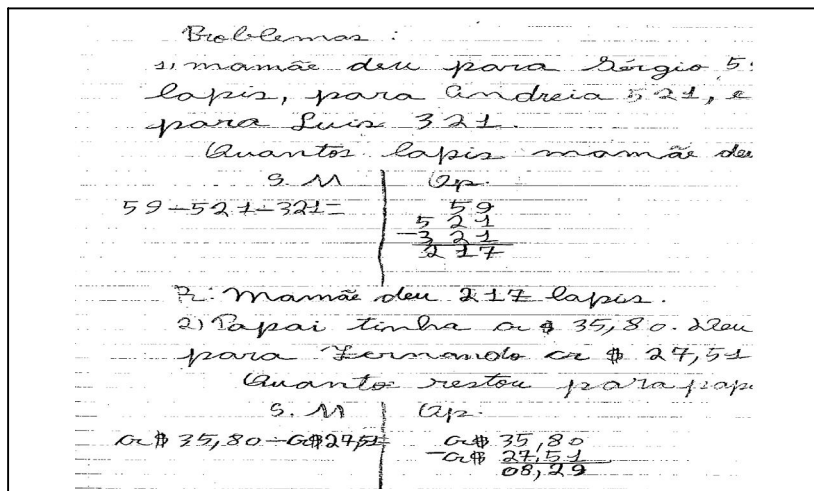 Problemas :
1) mamãe deu para Sérgio 5
lapis, para Andreia 521, e
para Luis 321.
Quantos lapis mamãe deu
S. M Op.
59-521-321= 59
521
-321
217
R: Mamãe deu 217 lapis.
2) Papai tinha cr $ 35,80. Deu
para Fernando cr $ 27,51
Quanto restou para pap
S. M Op.
cr $ 35,80-cr$27,51= cr$ 35,80
-cr$ 27,51
08,29